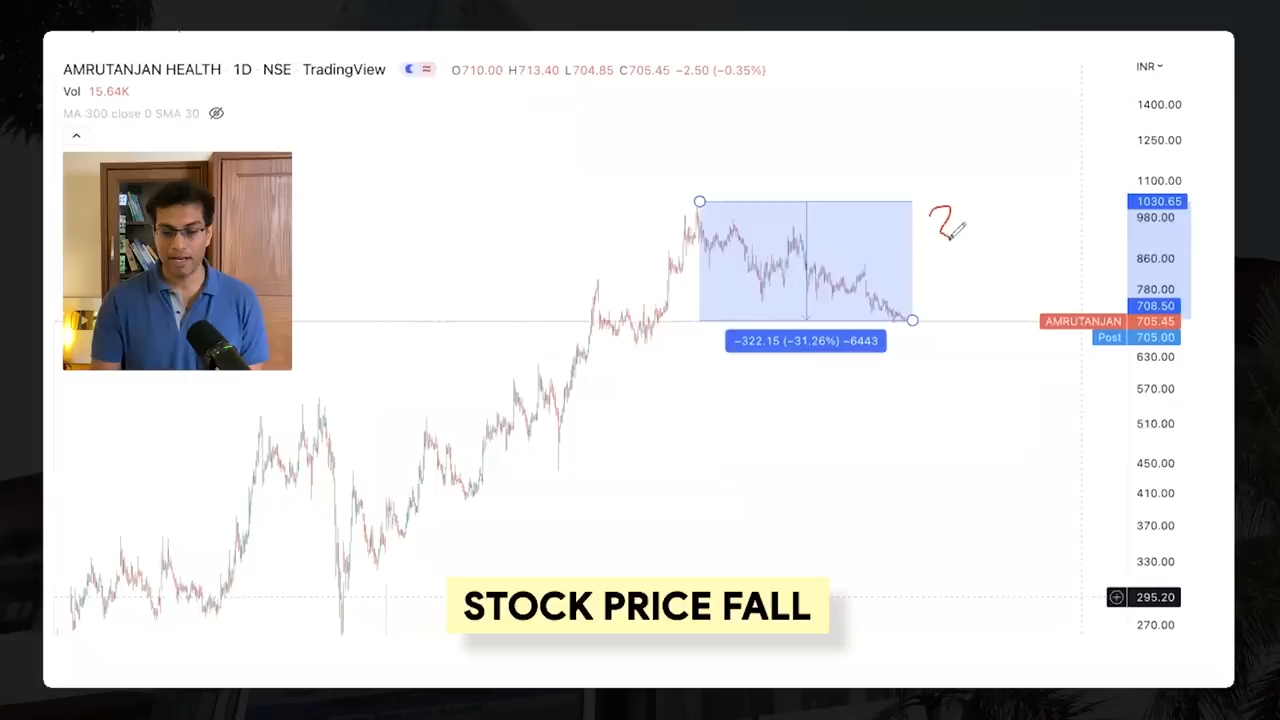 AMRUTANJAN HEALTH 1D · NSE TradingView O710.00 H713.40 L704.85 C705.45 −2.50 (−0.35%)
INR
Vol 15.64K
MA 300 close 0 SMA 30
1400.00
1250.00
1100.00
1030.65
980.00
860.00
780.00
708.50
AMRUTANJAN 705.45
Post 705.00
−322.15 (−31.26%) −6443
630.00
570.00
510.00
450.00
410.00
370.00
330.00
295.20
270.00
STOCK PRICE FALL